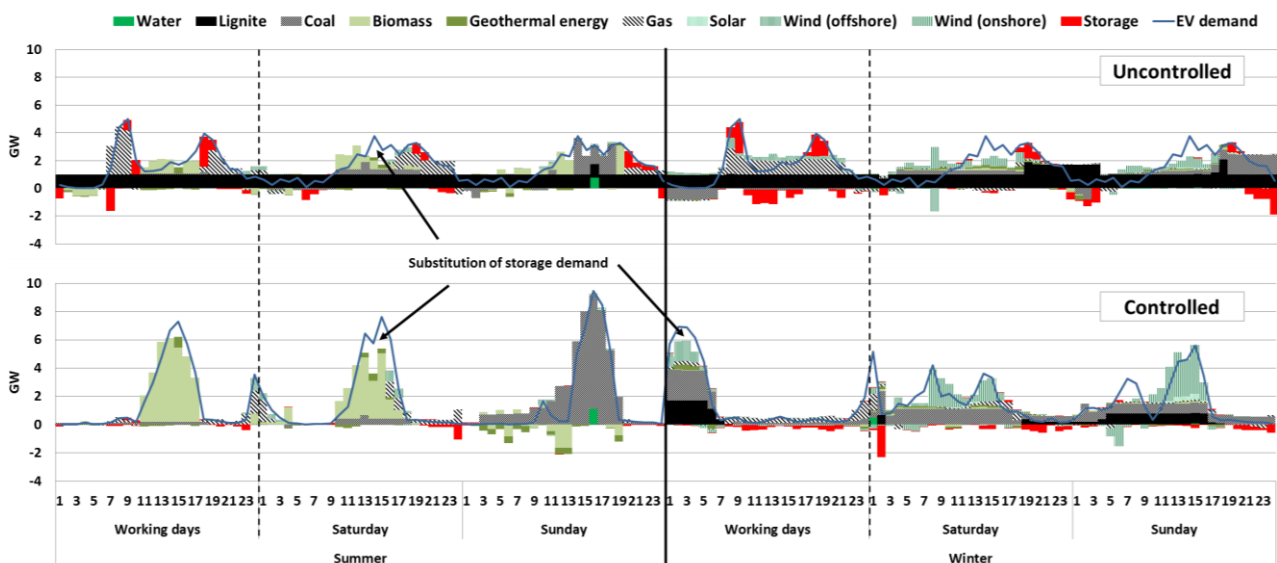 Water Lignite Coal Biomass Geothermal energy Gas Solar Wind (offshore) Wind (onshore) Storage EV demand
10
8
6
4
2
0
-2
-4
GW
Uncontrolled
Substitution of storage demand
10
8
6
4
2
0
-2
-4
GW
Controlled
1 3 5 7 9 11 13 15 17 19 21 23 1 3 5 7 9 11 13 15 17 19 21 23 1 3 5 7 9 11 13 15 17 19 21 23 1 3 5 7 9 11 13 15 17 19 21 23 1 3 5 7 9 11 13 15 17 19 21 23 1 3 5 7 9 11 13 15 17 19 21 23
Working days Saturday Sunday Working days Saturday Sunday
Summer Winter